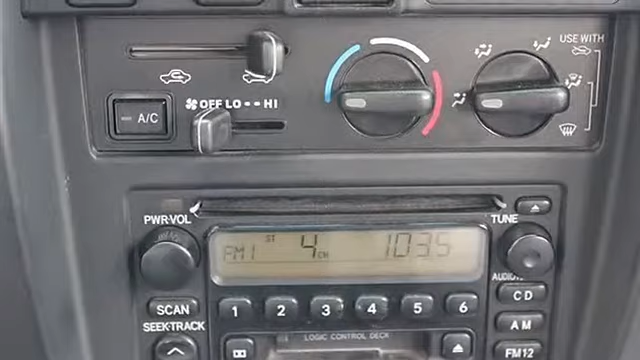 USE WITH
OFF LO HI
A/C
PWR·VOL
TUNE
FM1 ST 4 CH 1035
AUDIO
CD
SCAN
1 2 3 4 5 6
SEEK·TRACK
AM
LOGIC CONTROL DECK
FM12